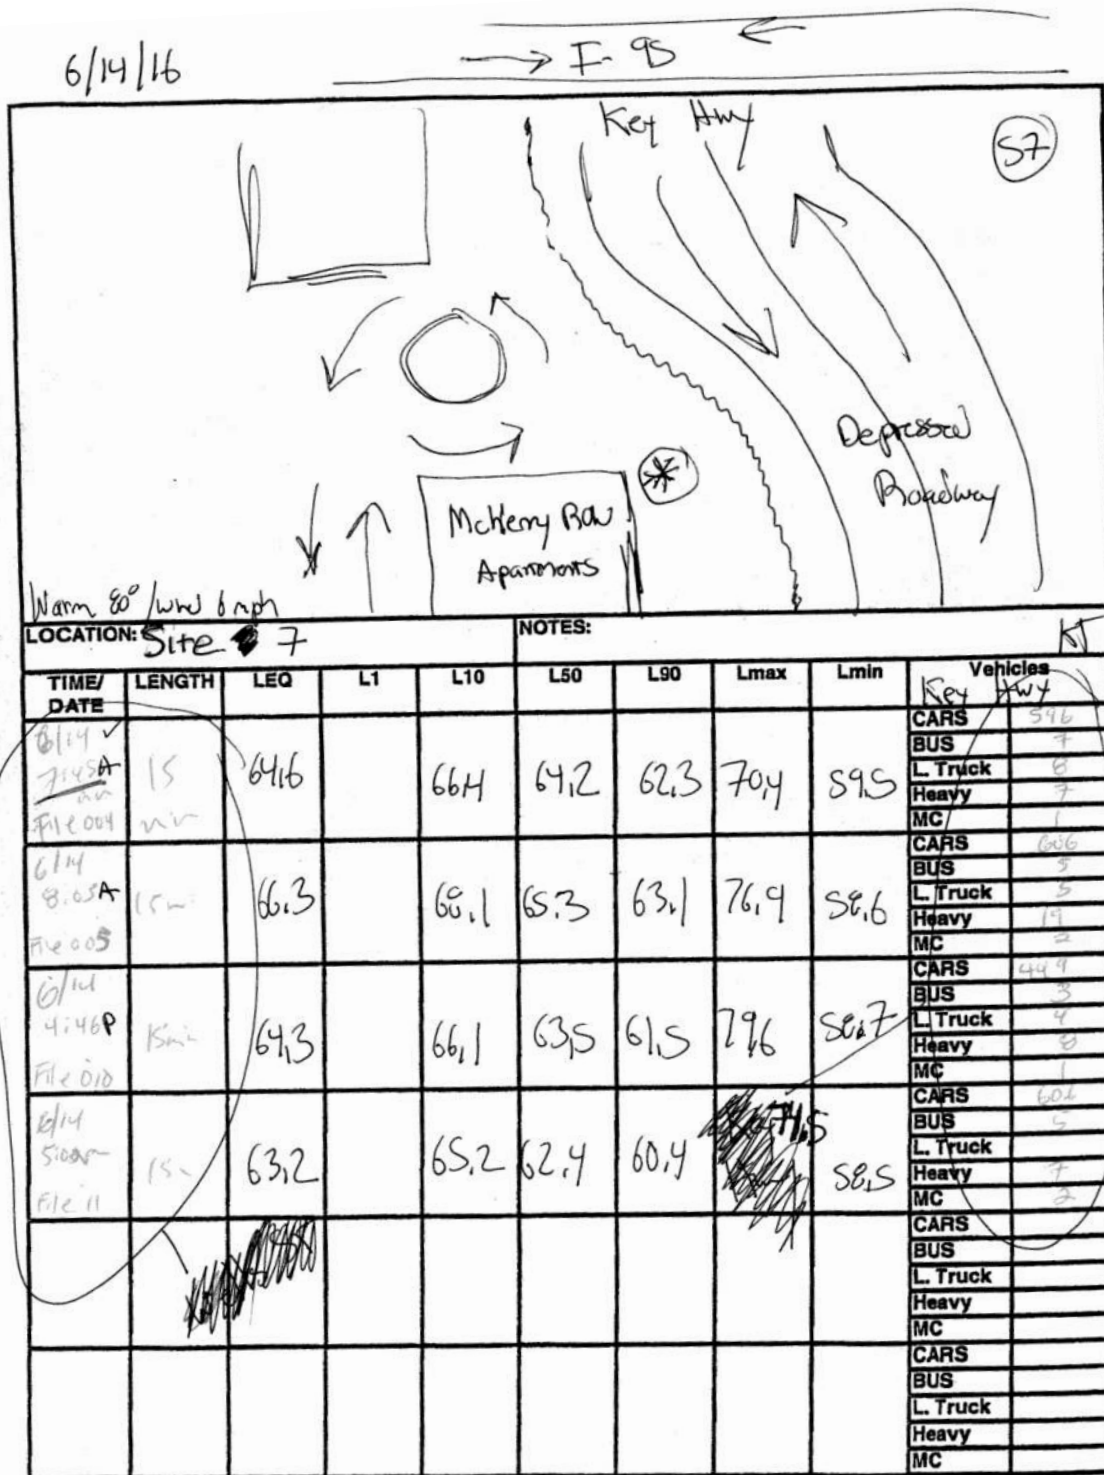 6/14/16
→ I-95 ←
Key Hwy
S7
Depressed
Roadway
McHenry Row
Apartments
Warm 80° / wind 6 mph
LOCATION: Site 7 NOTES: KT
TIME/ DATE LENGTH LEQ L1 L10 L50 L90 Lmax Lmin Vehicles
Key Hwy
6/14 ✓
7:45A
File 004
15
min
64.6 66.4 64.2 62.3 70.4 59.5
CARS 596
BUS 7
L. Truck 8
Heavy 7
MC 1
6/14
8:05A
File 005
15 min
66.3 68.1 65.3 63.1 76.9 58.6
CARS 606
BUS 5
L. Truck 5
Heavy 19
MC 2
6/14
4:46P
File 010
15min
64.3 66.1 63.5 61.5 79.6 58.7
CARS 449
BUS 3
L. Truck 4
Heavy 8
MC 1
6/14
5:00pm
File 11
15
63.2 65.2 62.4 60.4 74.5 58.5
CARS
BUS 5
L. Truck
Heavy 7
MC 2
CARS
BUS
L. Truck
Heavy
MC
CARS
BUS
L. Truck
Heavy
MC